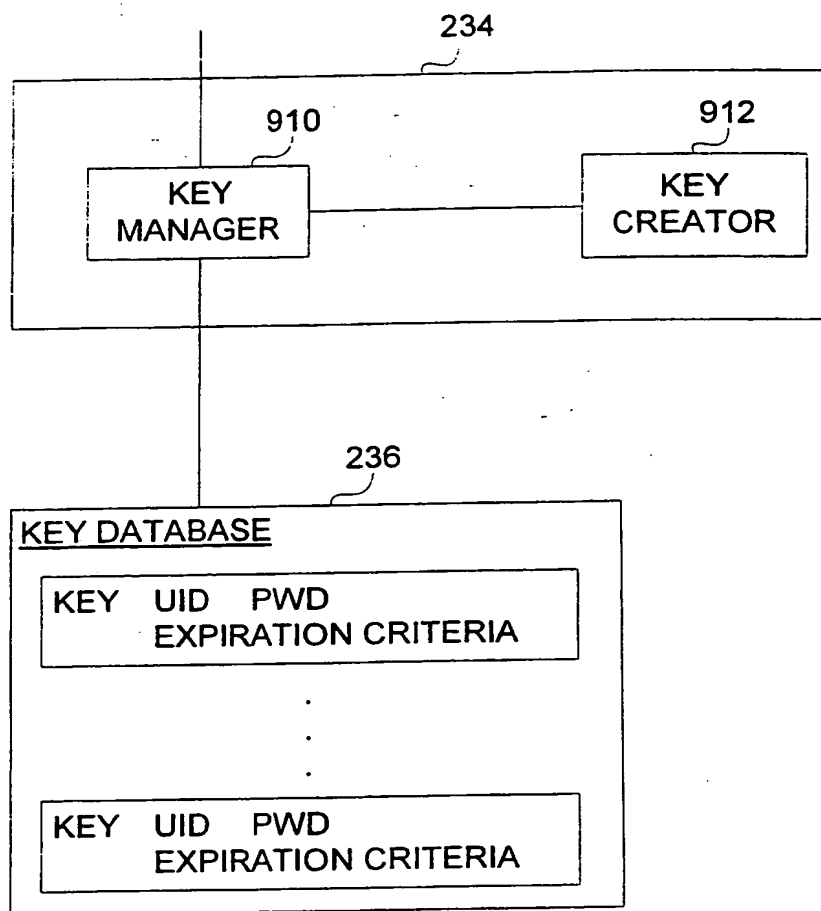 234
910
912
KEY
MANAGER
KEY
CREATOR
236
KEY DATABASE
KEY UID PWD
EXPIRATION CRITERIA
KEY UID PWD
EXPIRATION CRITERIA